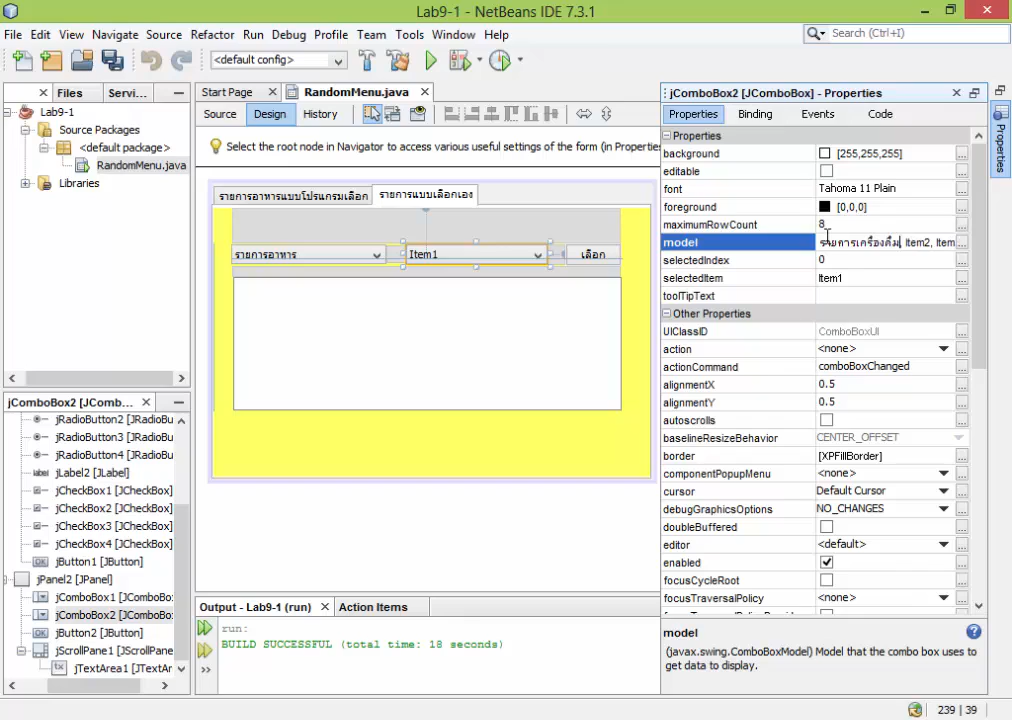 Lab9-1 - NetBeans IDE 7.3.1
File Edit View Navigate Source Refactor Run Debug Profile Team Tools Window Help
Search (Ctrl+I)
<default config>
Files Servi...
Start Page RandomMenu.java
jComboBox2 [JComboBox] - Properties
Lab9-1
Source Packages
<default package>
RandomMenu.java
Libraries
Source Design History
Select the root node in Navigator to access various useful settings of the form (in Propertie
รายการอาหารแบบโปรแกรมเลือก รายการแบบเลือกเอง
รายการอาหาร Item1 เลือก
Properties Binding Events Code
Properties
background [255,255,255]
editable
font Tahoma 11 Plain
foreground [0,0,0]
maximumRowCount 8
model รายการเครื่องดื่ม, Item2, Item
selectedIndex 0
selectedItem Item1
toolTipText
Other Properties
UIClassID ComboBoxUI
action <none>
actionCommand comboBoxChanged
alignmentX 0.5
alignmentY 0.5
autoscrolls
baselineResizeBehavior CENTER_OFFSET
border [XPFillBorder]
componentPopupMenu <none>
cursor Default Cursor
debugGraphicsOptions NO_CHANGES
doubleBuffered
editor <default>
enabled
focusCycleRoot
focusTraversalPolicy <none>
model
(javax.swing.ComboBoxModel) Model that the combo box uses to
get data to display.
Properties
jComboBox2 [JComb...
jRadioButton2 [JRadioBu
jRadioButton3 [JRadioBu
jRadioButton4 [JRadioBu
label jLabel2 [JLabel]
jCheckBox1 [JCheckBox]
jCheckBox2 [JCheckBox]
jCheckBox3 [JCheckBox]
jCheckBox4 [JCheckBox]
OK jButton1 [JButton]
jPanel2 [JPanel]
jComboBox1 [JComboBo:
jComboBox2 [JComboBo:
OK jButton2 [JButton]
jScrollPane1 [JScrollPane
jTextArea1 [JTextAr
Output - Lab9-1 (run) Action Items
run:
BUILD SUCCESSFUL (total time: 18 seconds)
239 | 39